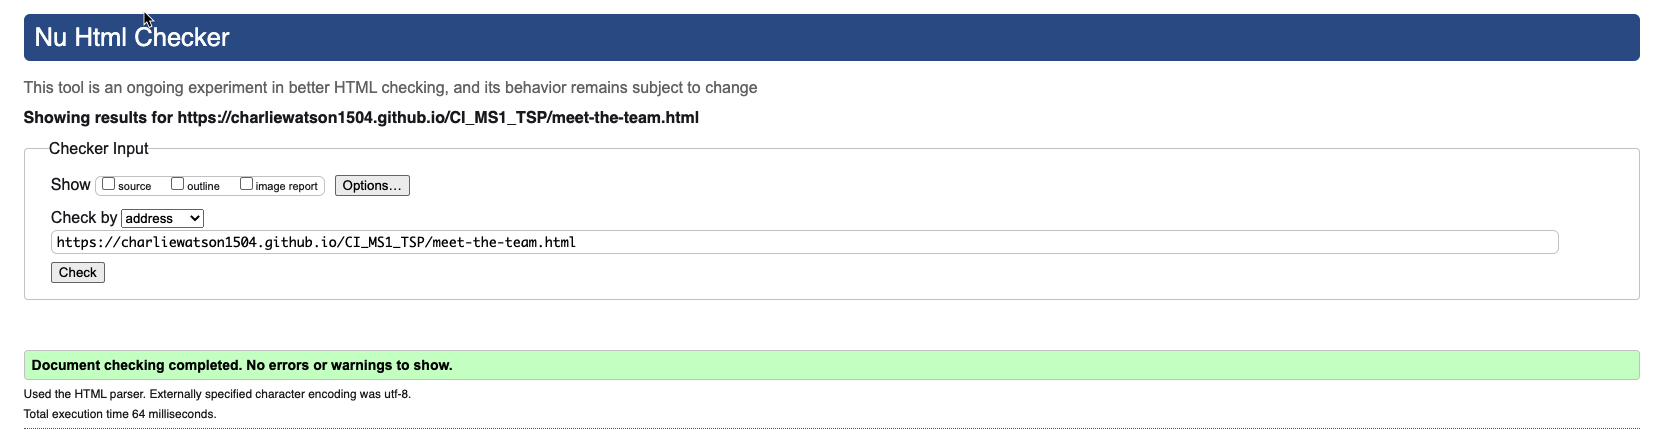 Nu Html Checker
This tool is an ongoing experiment in better HTML checking, and its behavior remains subject to change
Showing results for https://charliewatson1504.github.io/CI_MS1_TSP/meet-the-team.html
Checker Input
Show source outline image report Options...
Check by address
https://charliewatson1504.github.io/CI_MS1_TSP/meet-the-team.html
Check
Document checking completed. No errors or warnings to show.
Used the HTML parser. Externally specified character encoding was utf-8.
Total execution time 64 milliseconds.